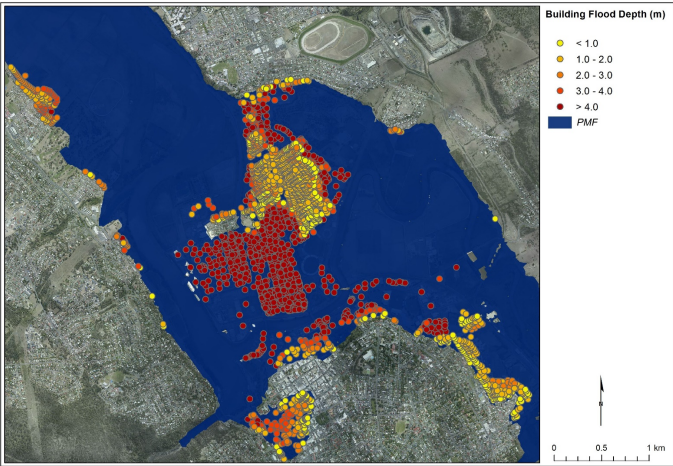 Building Flood Depth (m)
< 1.0
1.0 - 2.0
2.0 - 3.0
3.0 - 4.0
> 4.0
PMF
N
0 0.5 1 km